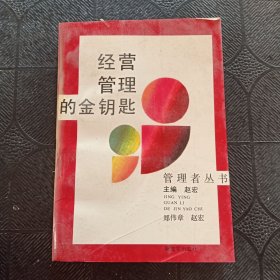 经营
管理
的金钥匙
管理者丛书
主编 赵宏
JING YING
GUAN LI
DE JIN YAO CHI
郑伟章 赵宏